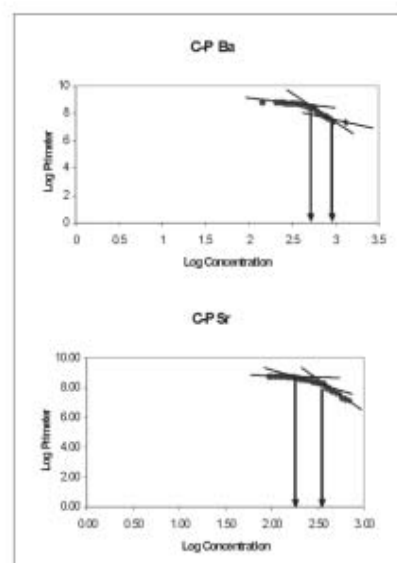 C-P Ba
10
8
6
4
2
0
0 0.5 1 1.5 2 2.5 3 3.5
Log Primeter
Log Concentration
C-P Sr
10.00
8.00
6.00
4.00
2.00
0.00
0.00 0.50 1.00 1.50 2.00 2.50 3.00
Log Primeter
Log Concentration